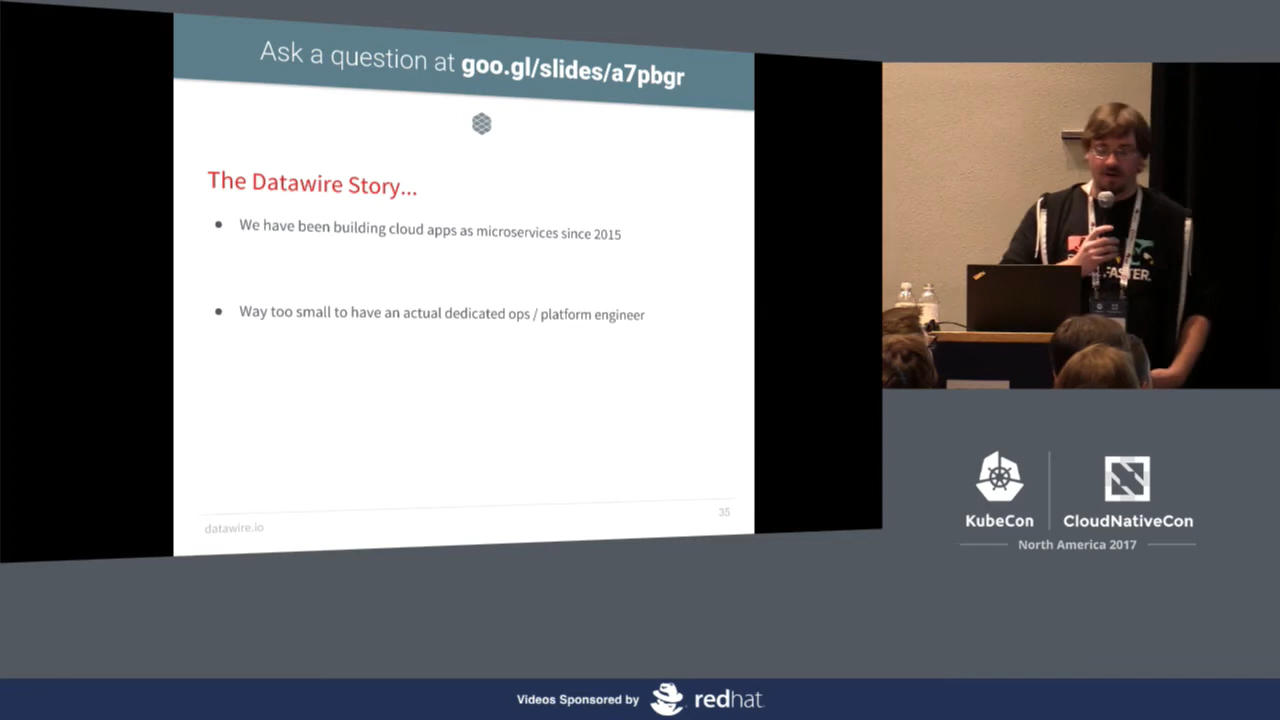 Ask a question at goo.gl/slides/a7pbgr
The Datawire Story...
● We have been building cloud apps as microservices since 2015
● Way too small to have an actual dedicated ops / platform engineer
datawire.io
35
FASTER.
KubeCon
CloudNativeCon
North America 2017
Videos Sponsored by
redhat